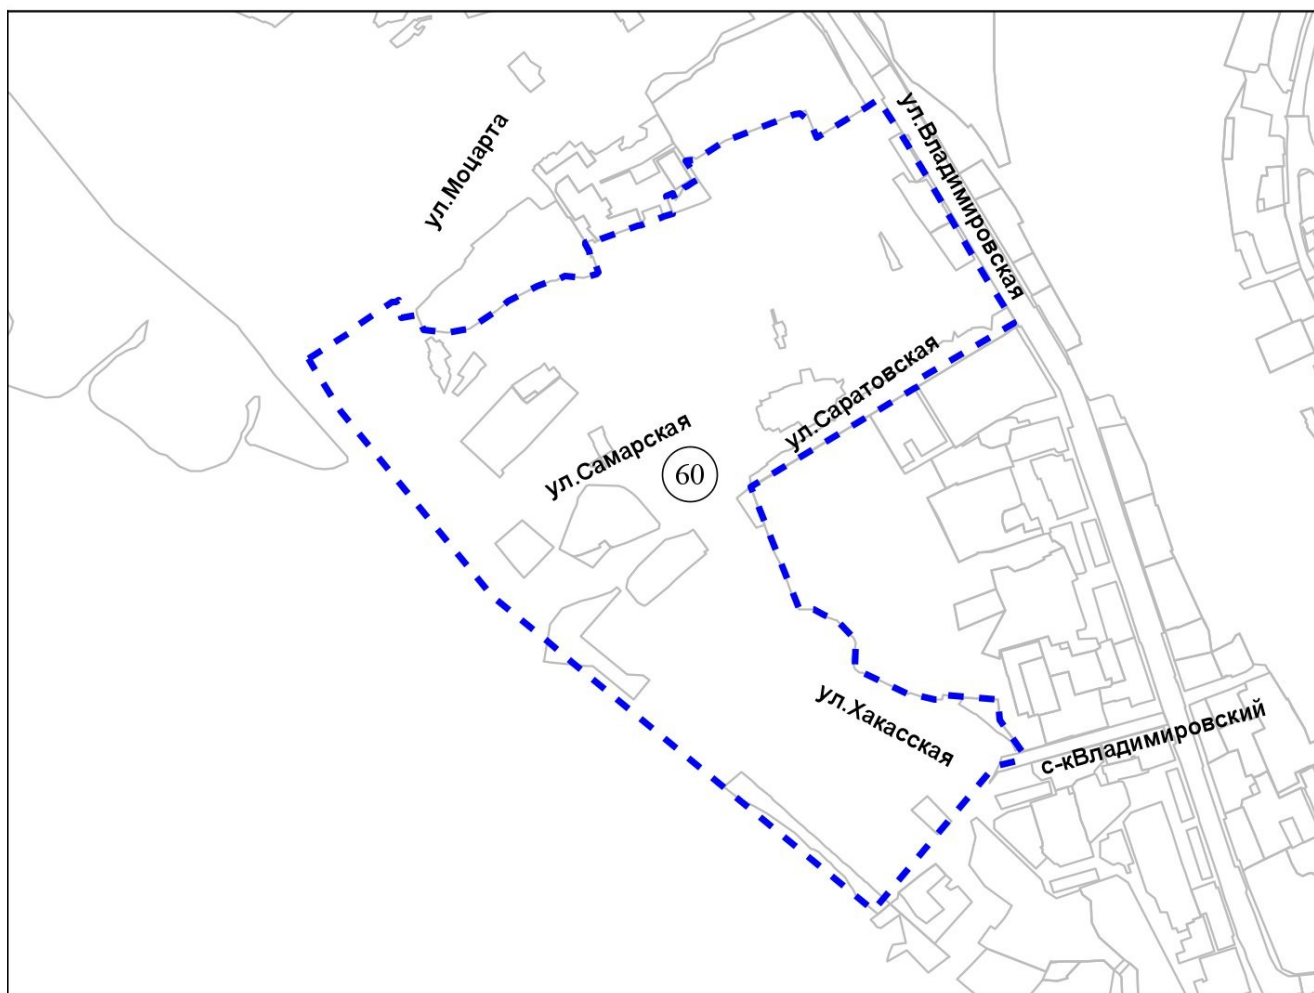 ул.Моцарта
ул.Владимировская
ул.Саратовская
ул.Самарская
60
ул.Хакасская
с-кВладимировский